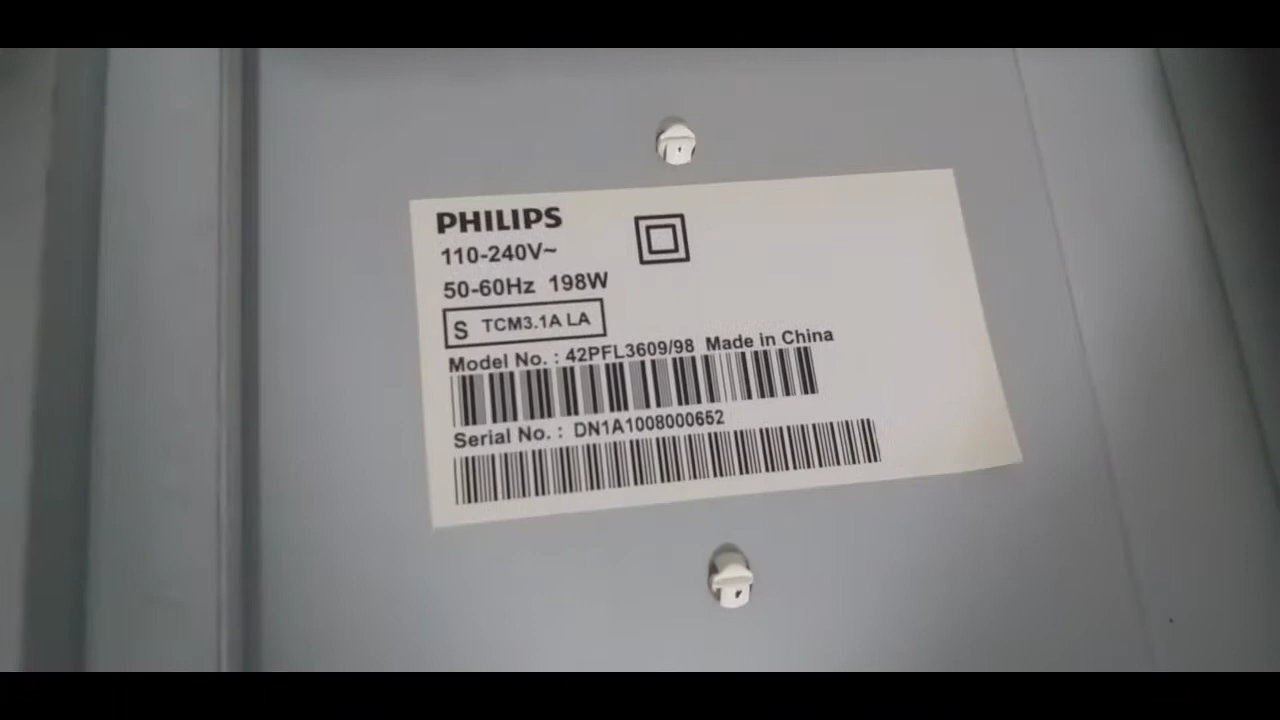 PHILIPS
110-240V~
50-60Hz 198W
S TCM3.1A LA
Model No. : 42PFL3609/98 Made in China
Serial No. : DN1A1008000652